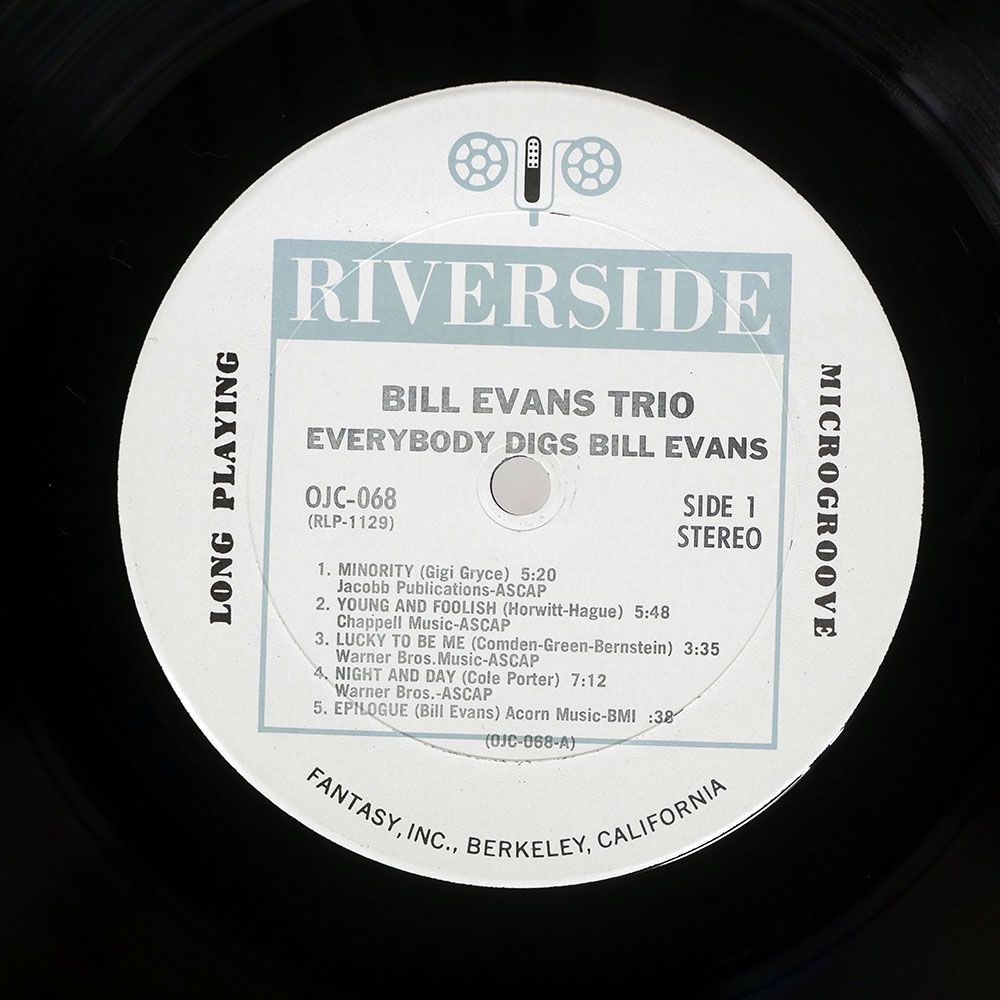 RIVERSIDE
BILL EVANS TRIO
EVERYBODY DIGS BILL EVANS
OJC-068
(RLP-1129)
SIDE 1
STEREO
LONG PLAYING
MICROGROOVE
1. MINORITY (Gigi Gryce) 5:20
Jacobb Publications-ASCAP
2. YOUNG AND FOOLISH (Horwitt-Hague) 5:48
Chappell Music-ASCAP
3. LUCKY TO BE ME (Comden-Green-Bernstein) 3:35
Warner Bros.Music-ASCAP
4. NIGHT AND DAY (Cole Porter) 7:12
Warner Bros.-ASCAP
5. EPILOGUE (Bill Evans) Acorn Music-BMI :38
(OJC-068-A)
FANTASY, INC., BERKELEY, CALIFORNIA